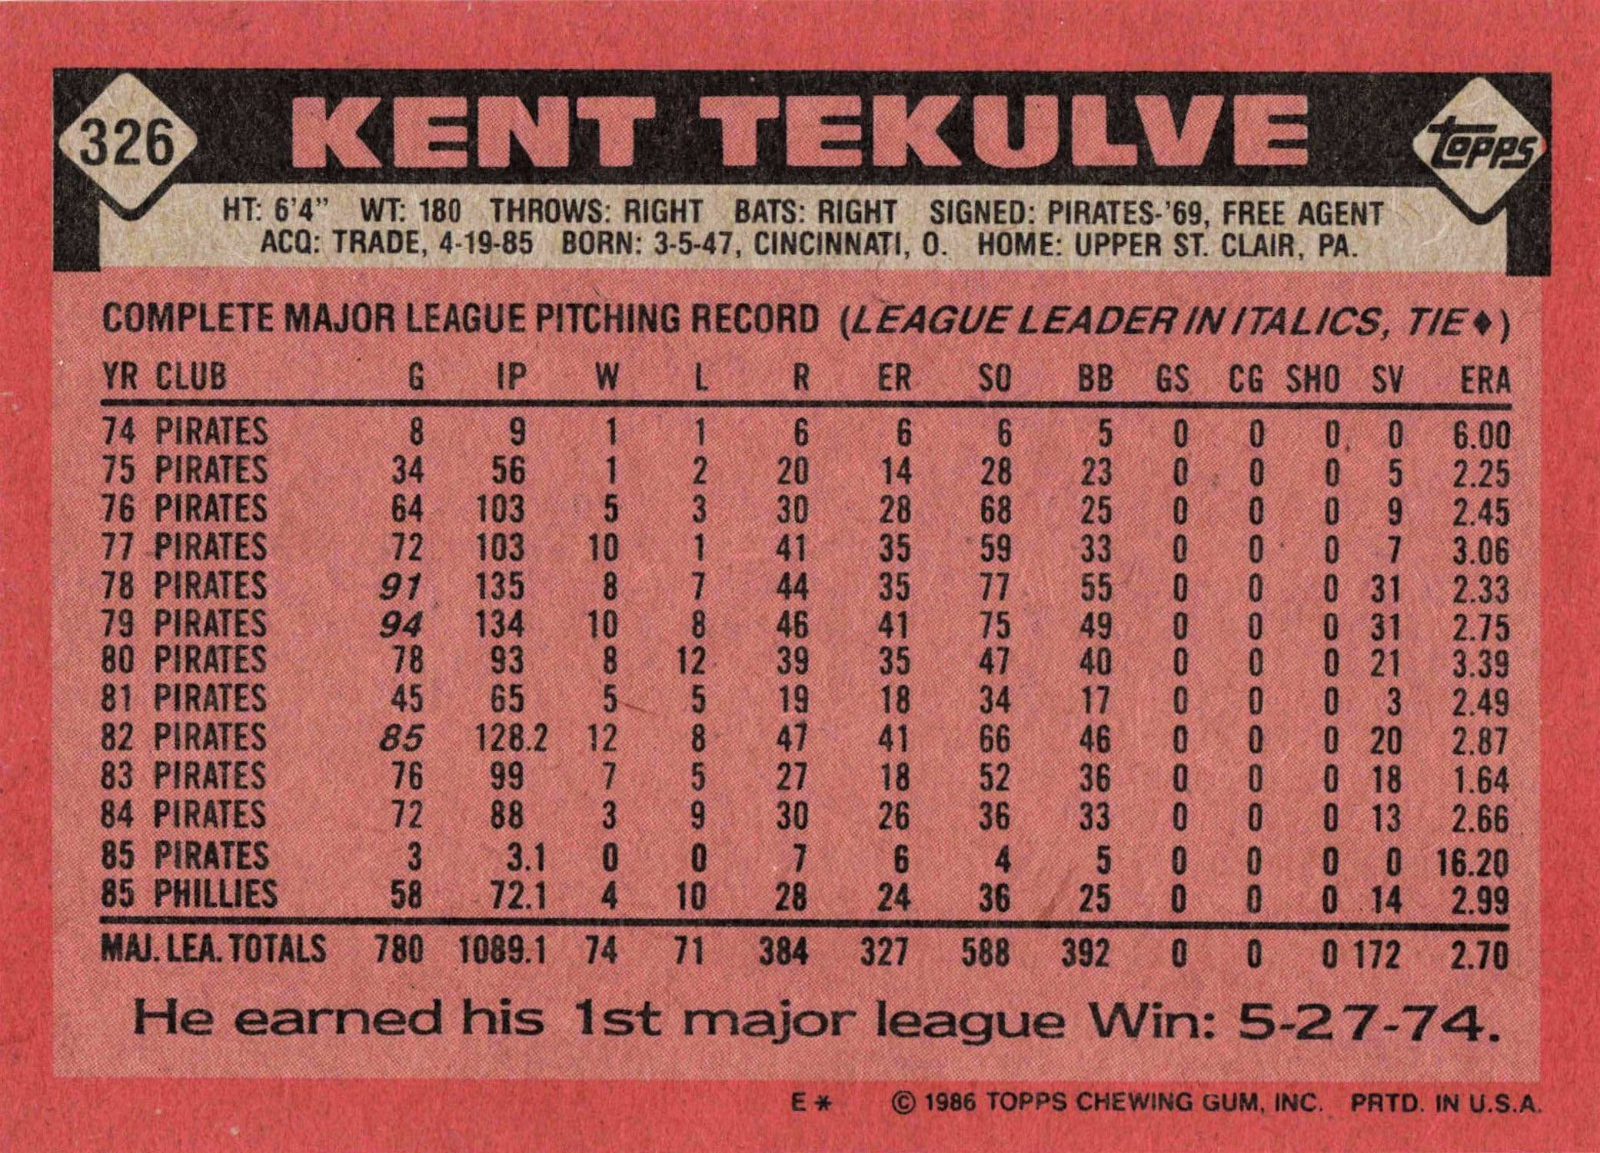 326 KENT TEKULVE topps
HT: 6'4" WT: 180 THROWS: RIGHT BATS: RIGHT SIGNED: PIRATES-'69, FREE AGENT
ACQ: TRADE, 4-19-85 BORN: 3-5-47, CINCINNATI, O. HOME: UPPER ST. CLAIR, PA.
COMPLETE MAJOR LEAGUE PITCHING RECORD (LEAGUE LEADER IN ITALICS, TIE♦)
YR CLUB G IP W L R ER SO BB GS CG SHO SV ERA
74 PIRATES 8 9 1 1 6 6 6 5 0 0 0 0 6.00
75 PIRATES 34 56 1 2 20 14 28 23 0 0 0 5 2.25
76 PIRATES 64 103 5 3 30 28 68 25 0 0 0 9 2.45
77 PIRATES 72 103 10 1 41 35 59 33 0 0 0 7 3.06
78 PIRATES 91 135 8 7 44 35 77 55 0 0 0 31 2.33
79 PIRATES 94 134 10 8 46 41 75 49 0 0 0 31 2.75
80 PIRATES 78 93 8 12 39 35 47 40 0 0 0 21 3.39
81 PIRATES 45 65 5 5 19 18 34 17 0 0 0 3 2.49
82 PIRATES 85 128.2 12 8 47 41 66 46 0 0 0 20 2.87
83 PIRATES 76 99 7 5 27 18 52 36 0 0 0 18 1.64
84 PIRATES 72 88 3 9 30 26 36 33 0 0 0 13 2.66
85 PIRATES 3 3.1 0 0 7 6 4 5 0 0 0 0 16.20
85 PHILLIES 58 72.1 4 10 28 24 36 25 0 0 0 14 2.99
MAJ. LEA. TOTALS 780 1089.1 74 71 384 327 588 392 0 0 0 172 2.70
He earned his 1st major league Win: 5-27-74.
E* © 1986 TOPPS CHEWING GUM, INC. PRTD. IN U.S.A.